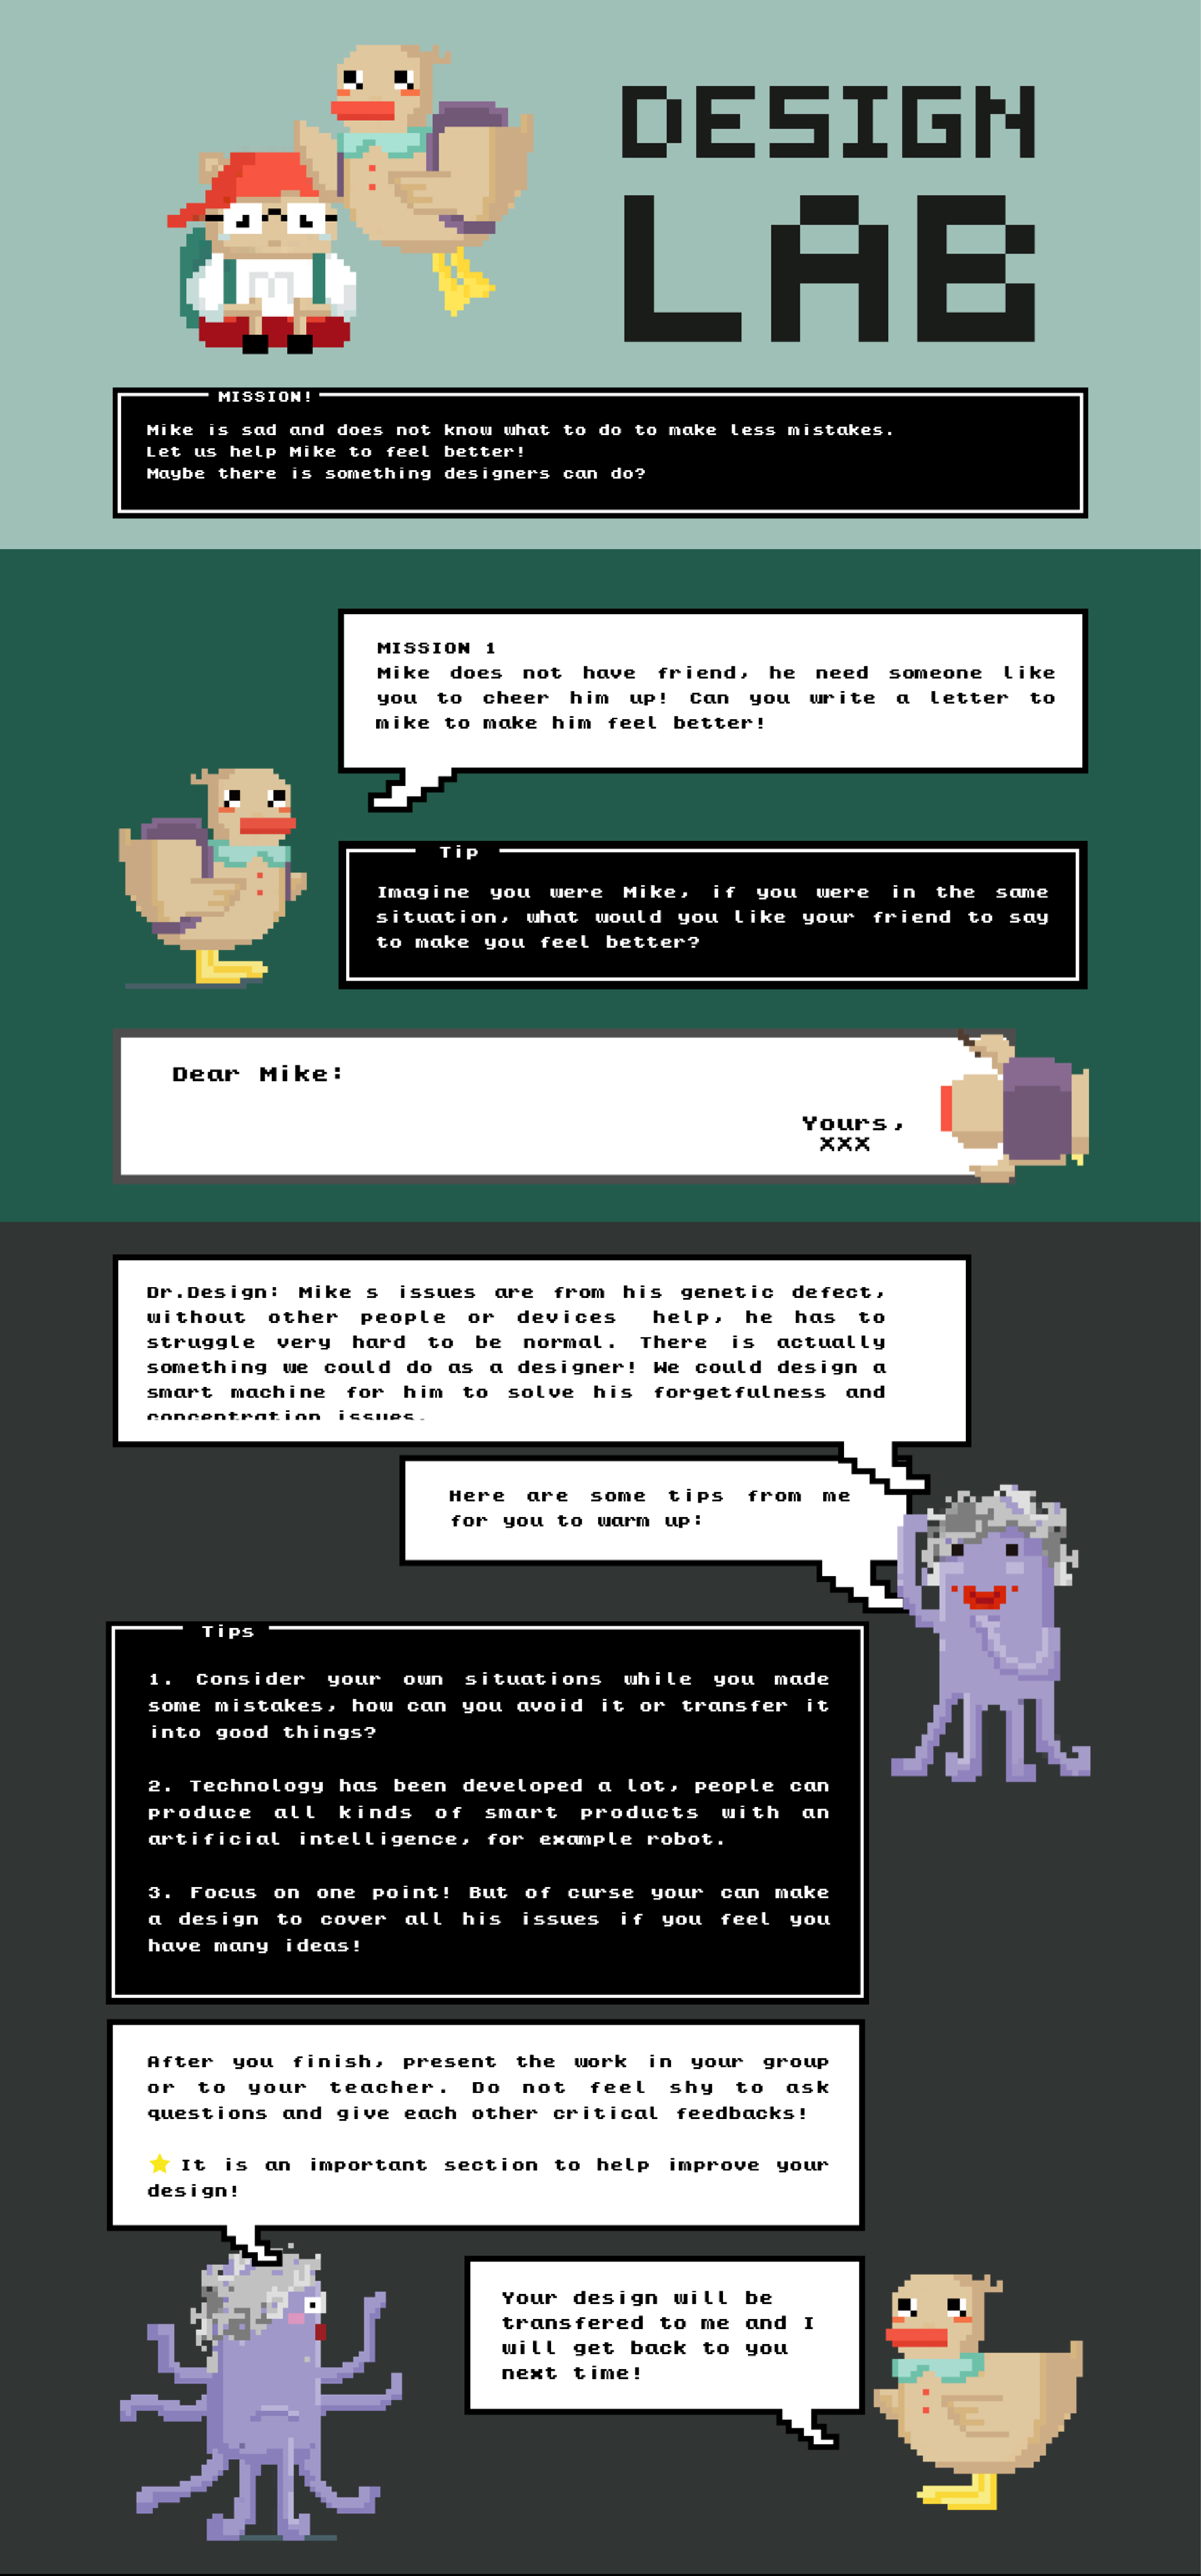 DESIGN
LAB
MISSION!
Mike is sad and does not know what to do to make less mistakes.
Let us help Mike to feel better!
Maybe there is something designers can do?
MISSION 1
Mike does not have friend, he need someone like
you to cheer him up! Can you write a letter to
mike to make him feel better!
Tip
Imagine you were Mike, if you were in the same
situation, what would you like your friend to say
to make you feel better?
Dear Mike:
Yours,
XXX
Dr.Design: Mike s issues are from his genetic defect,
without other people or devices help, he has to
struggle very hard to be normal. There is actually
something we could do as a designer! We could design a
smart machine for him to solve his forgetfulness and
concentration issues.
Here are some tips from me
for you to warm up:
Tips
1. Consider your own situations while you made
some mistakes, how can you avoid it or transfer it
into good things?
2. Technology has been developed a lot, people can
produce all kinds of smart products with an
artificial intelligence, for example robot.
3. Focus on one point! But of curse your can make
a design to cover all his issues if you feel you
have many ideas!
After you finish, present the work in your group
or to your teacher. Do not feel shy to ask
questions and give each other critical feedbacks!
It is an important section to help improve your
design!
Your design will be
transfered to me and I
will get back to you
next time!